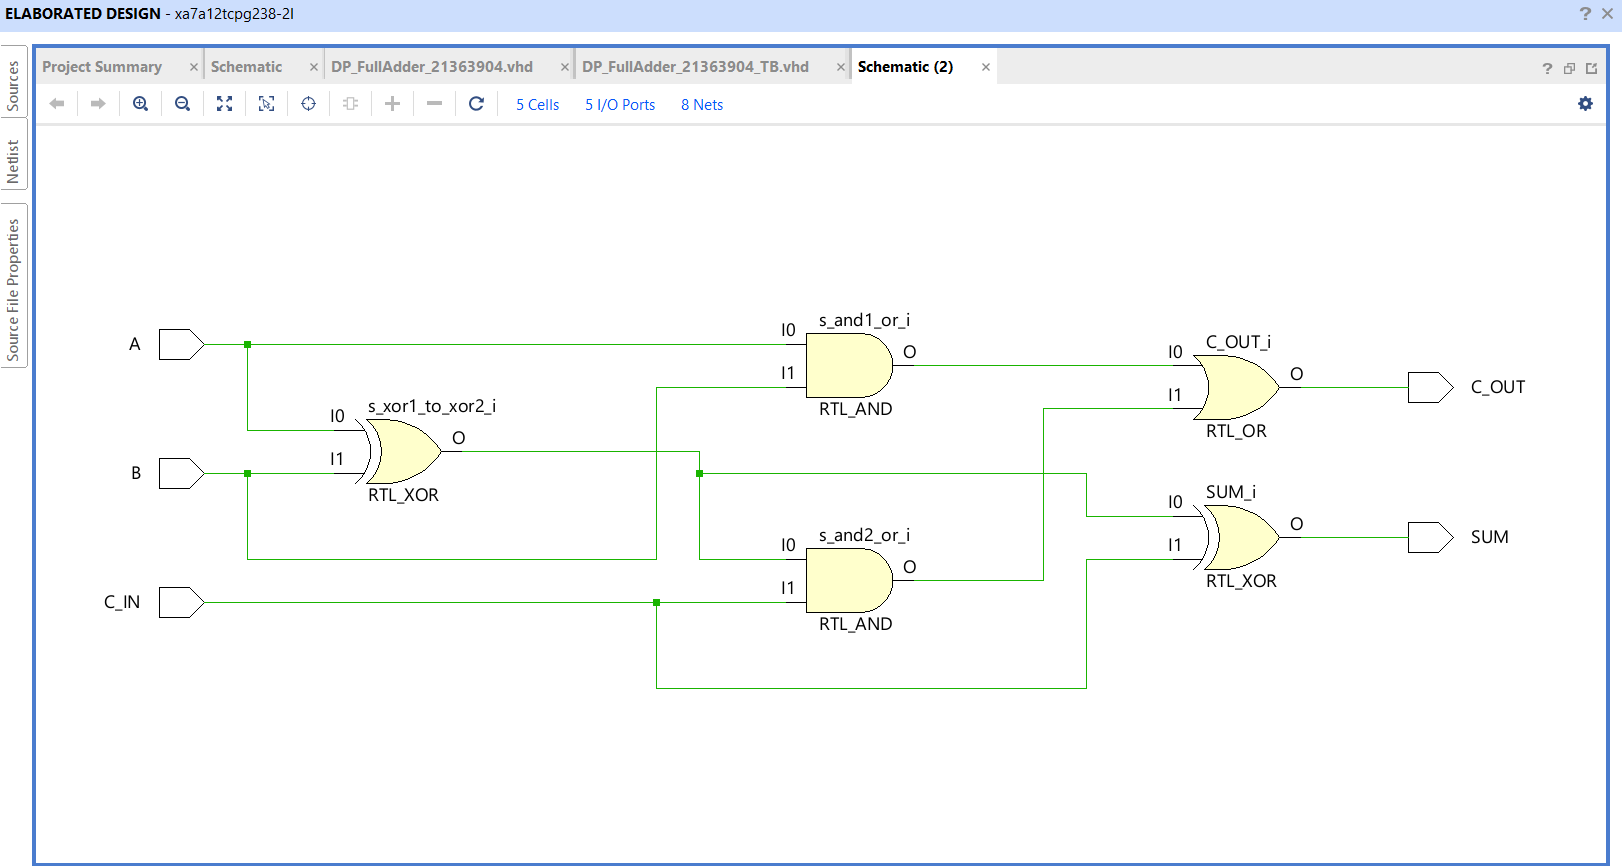 ELABORATED DESIGN - xa7a12tcpg238-2I
Sources
Netlist
Source File Properties
Project Summary
Schematic
DP_FullAdder_21363904.vhd
DP_FullAdder_21363904_TB.vhd
Schematic (2)
5 Cells
5 I/O Ports
8 Nets
A
B
C_IN
I0
I1
s_xor1_to_xor2_i
O
RTL_XOR
I0
I1
s_and1_or_i
O
RTL_AND
I0
I1
s_and2_or_i
O
RTL_AND
I0
I1
C_OUT_i
O
RTL_OR
C_OUT
I0
I1
SUM_i
O
RTL_XOR
SUM